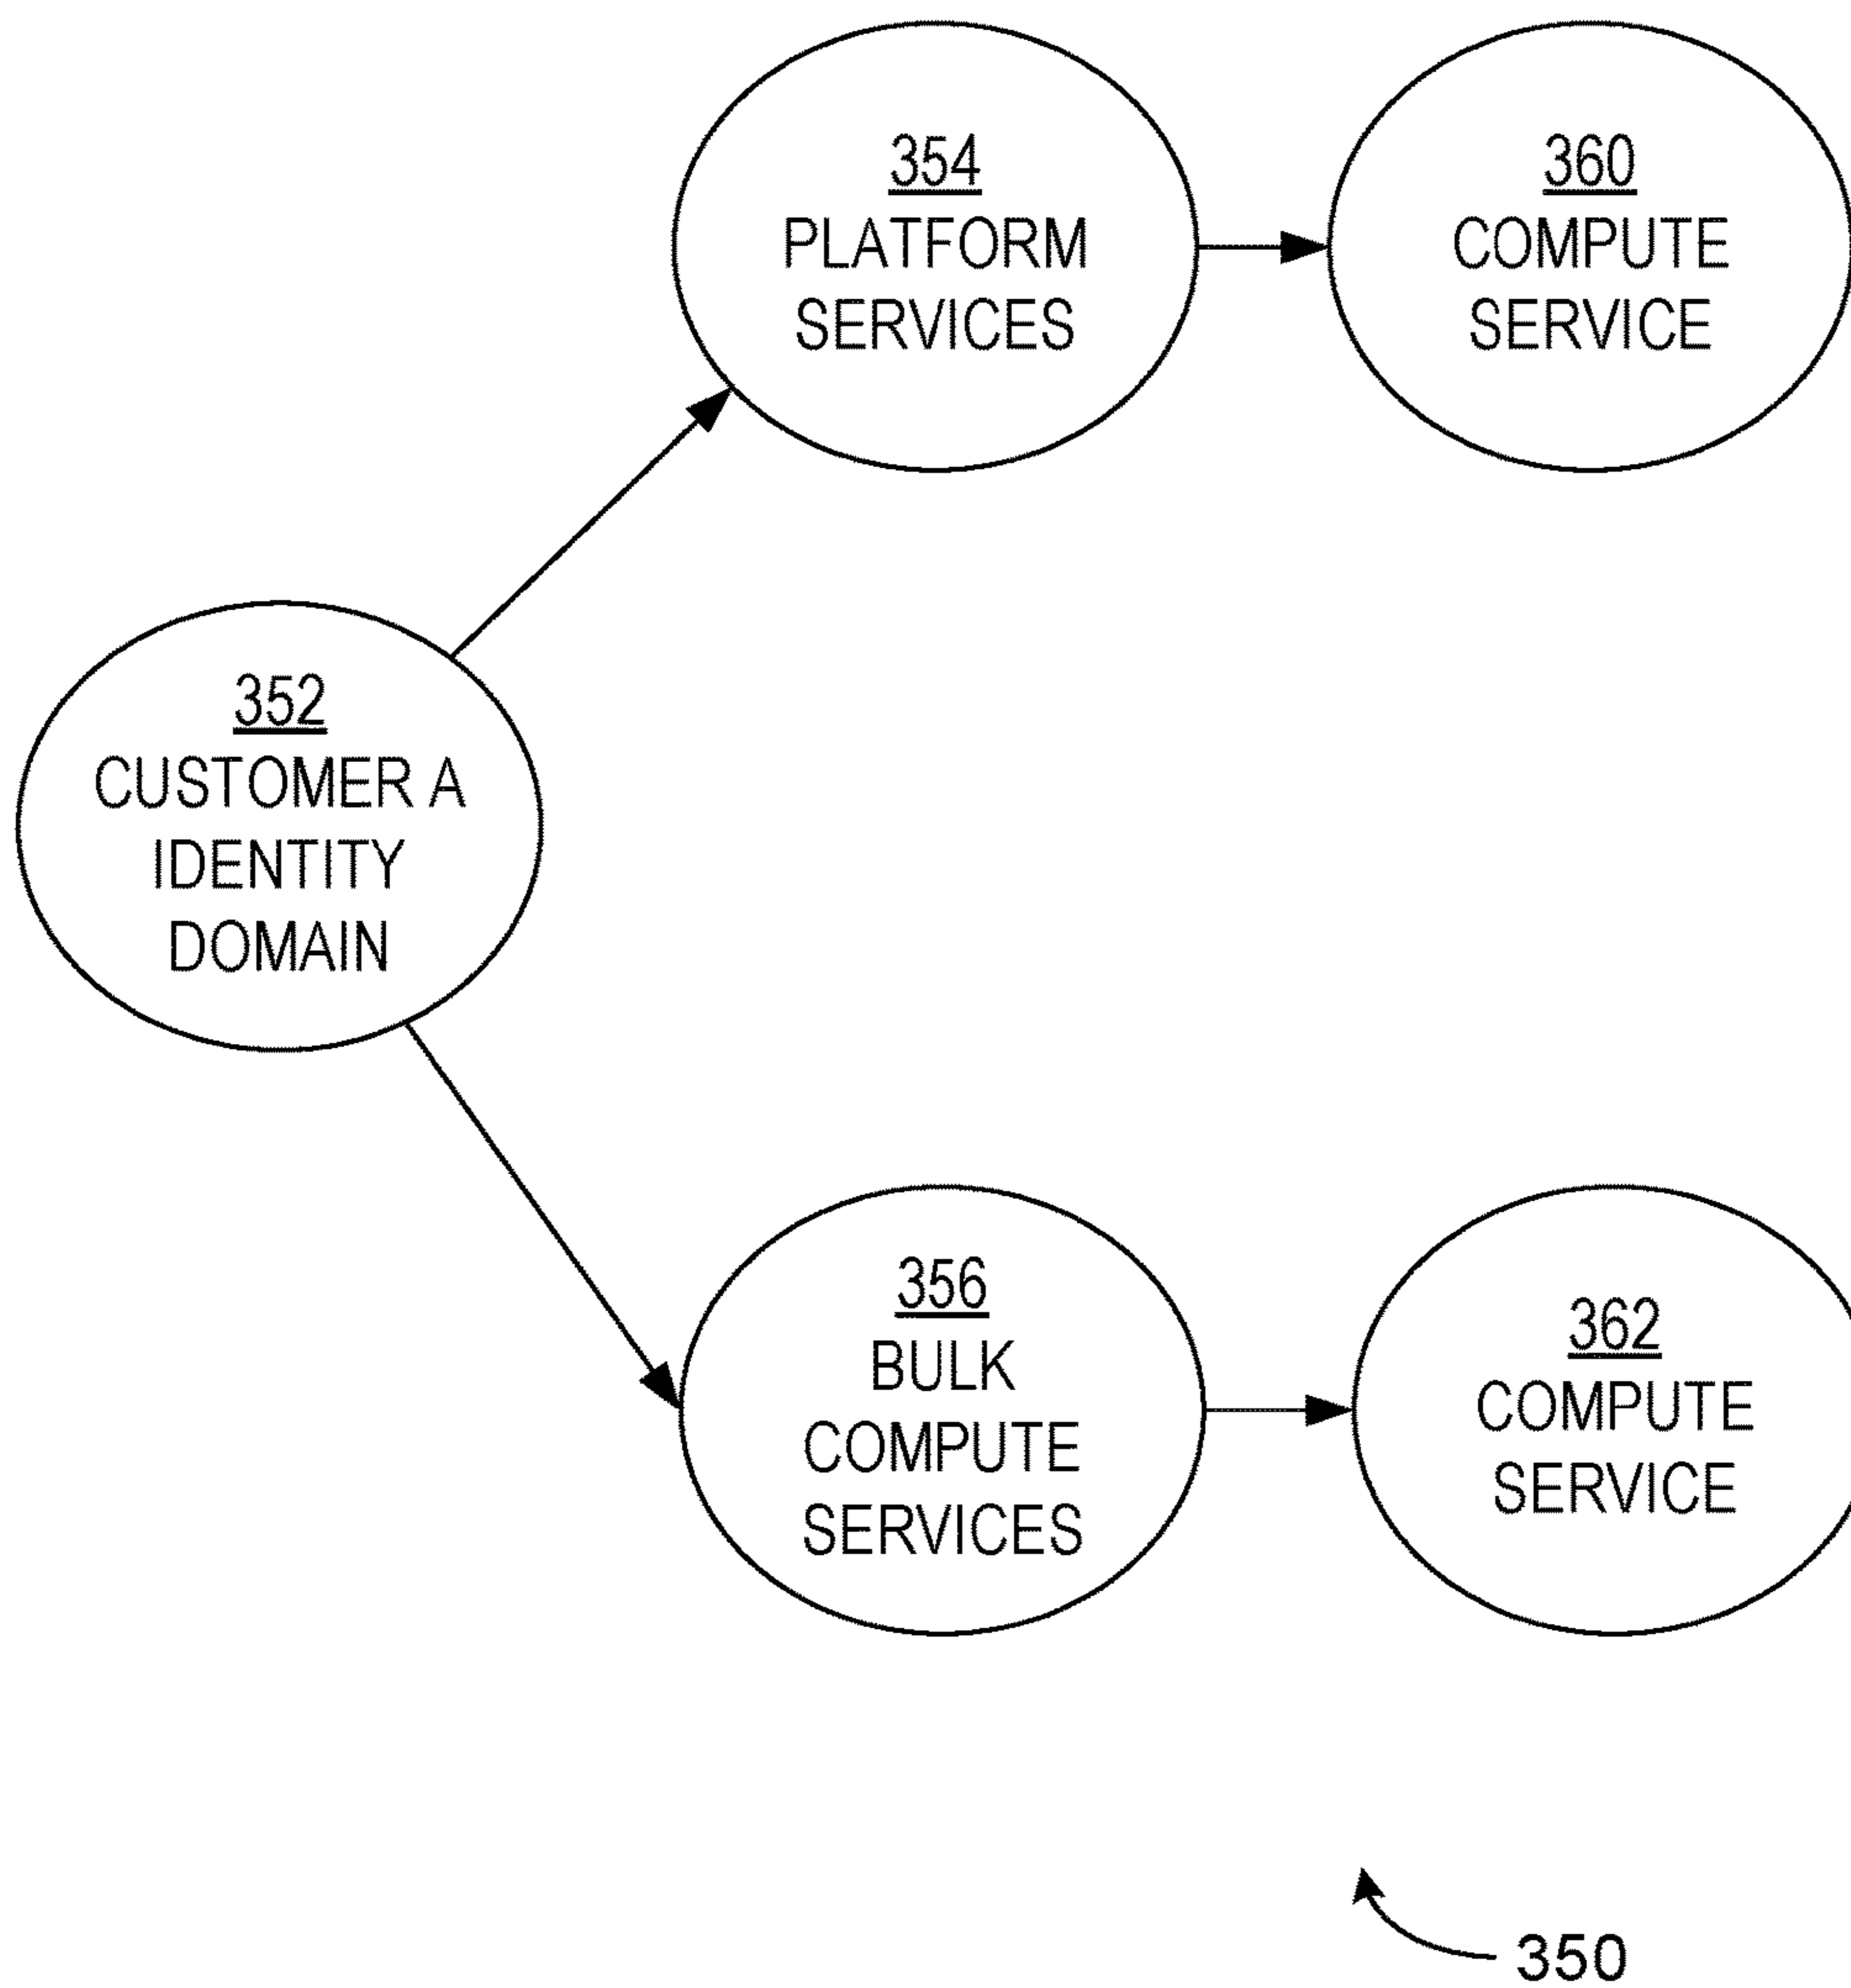 354
PLATFORM
SERVICES
360
COMPUTE
SERVICE
352
CUSTOMER A
IDENTITY
DOMAIN
356
BULK
COMPUTE
SERVICES
362
COMPUTE
SERVICE
350